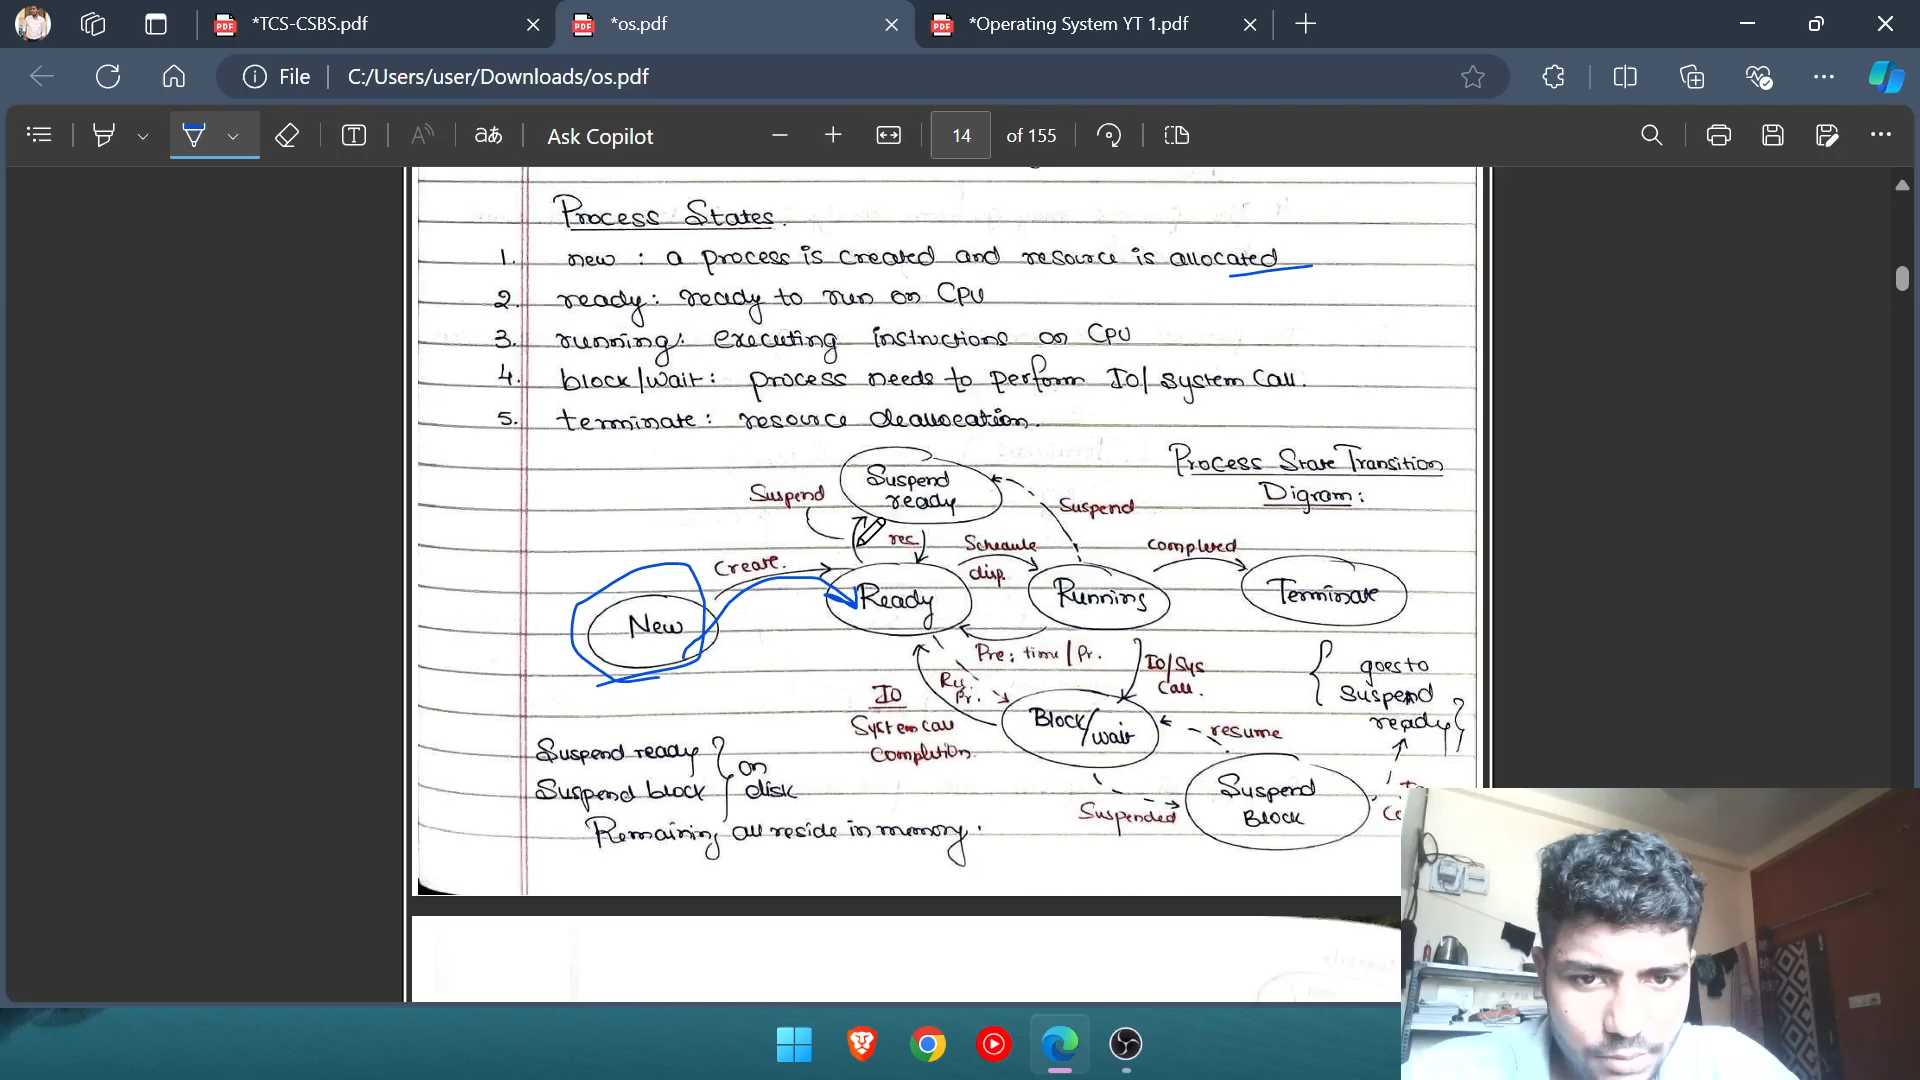 *TCS-CSBS.pdf
*os.pdf
*Operating System YT 1.pdf
File
C:/Users/user/Downloads/os.pdf
aあ
Ask Copilot
14
of 155
Process States.
1. new : a process is created and resource is allocated
2. ready: ready to run on CPU
3. running: executing instructions on CPU
4. block/wait: process needs to perform IO/ system Call.
5. terminate: resource deallocation.
Process State Transition
Digram:
Suspend
ready
Suspend
Suspend
res.
Create.
Schedule
disp.
Completed
New
Ready
Running
Terminate
Pre: time / Pr.
IO/Sys
Call.
goes to
suspend
ready
IO
System call
Completion.
Pr.
Block/
wait
resume
Suspended
Suspend
Block
Suspend ready
Suspend block
on
disk
Remaining all reside in memory.